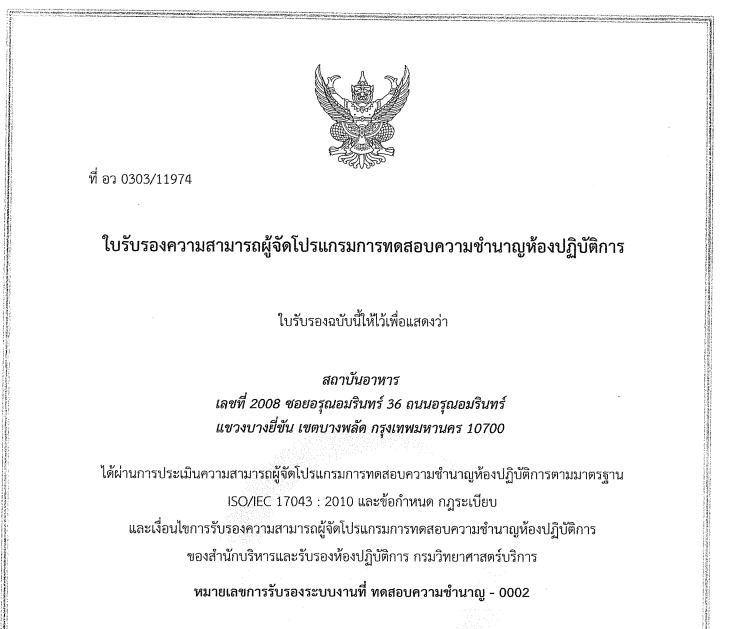 ที่ อว 0303/11974
ใบรับรองความสามารถผู้จัดโปรแกรมการทดสอบความชำนาญห้องปฏิบัติการ
ใบรับรองฉบับนี้ให้ไว้เพื่อแสดงว่า
สถาบันอาหาร
เลขที่ 2008 ซอยอรุณอมรินทร์ 36 ถนนอรุณอมรินทร์
แขวงบางยี่ขัน เขตบางพลัด กรุงเทพมหานคร 10700
ได้ผ่านการประเมินความสามารถผู้จัดโปรแกรมการทดสอบความชำนาญห้องปฏิบัติการตามมาตรฐาน
ISO/IEC 17043 : 2010 และข้อกำหนด กฎระเบียบ
และเงื่อนไขการรับรองความสามารถผู้จัดโปรแกรมการทดสอบความชำนาญห้องปฏิบัติการ
ของสำนักบริหารและรับรองห้องปฏิบัติการ กรมวิทยาศาสตร์บริการ
หมายเลขการรับรองระบบงานที่ ทดสอบความชำนาญ - 0002